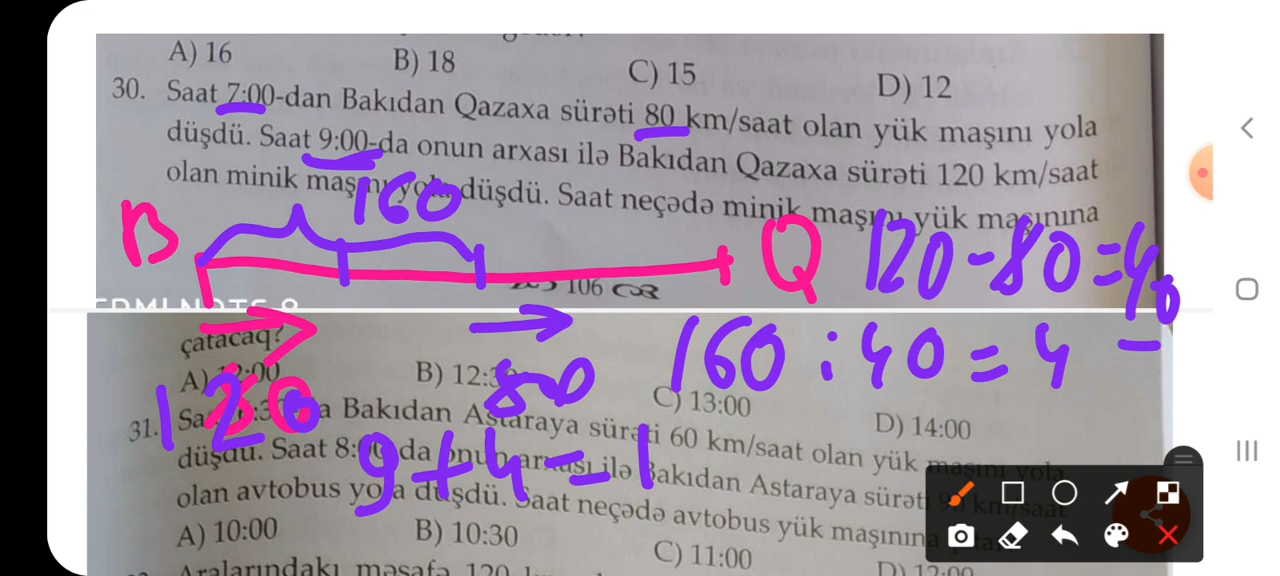 A) 16 B) 18 C) 15 D) 12
30. Saat 7:00-dan Bakıdan Qazaxa sürəti 80 km/saat olan yük maşını yola
düşdü. Saat 9:00-da onun arxası ilə Bakıdan Qazaxa sürəti 120 km/saat
olan minik maşını yola düşdü. Saat neçədə minik maşını yük maşınına
160
B Q 120-80=40
106
çatacaq?
160:40=4
A) B) C) 13:00 D) 14:00
120 80
31. Bakıdan Astaraya sürəti 60 km/saat olan yük maşını yola
düşdü. Saat 8: da onun arxası ilə Bakıdan Astaraya sürəti km/saat
9+4=1
olan avtobus yola düşdü. Saat neçədə avtobus yük maşınına
A) 10:00 B) 10:30 C) 11:00 D) 12:00
Aralarındakı məsafə 120